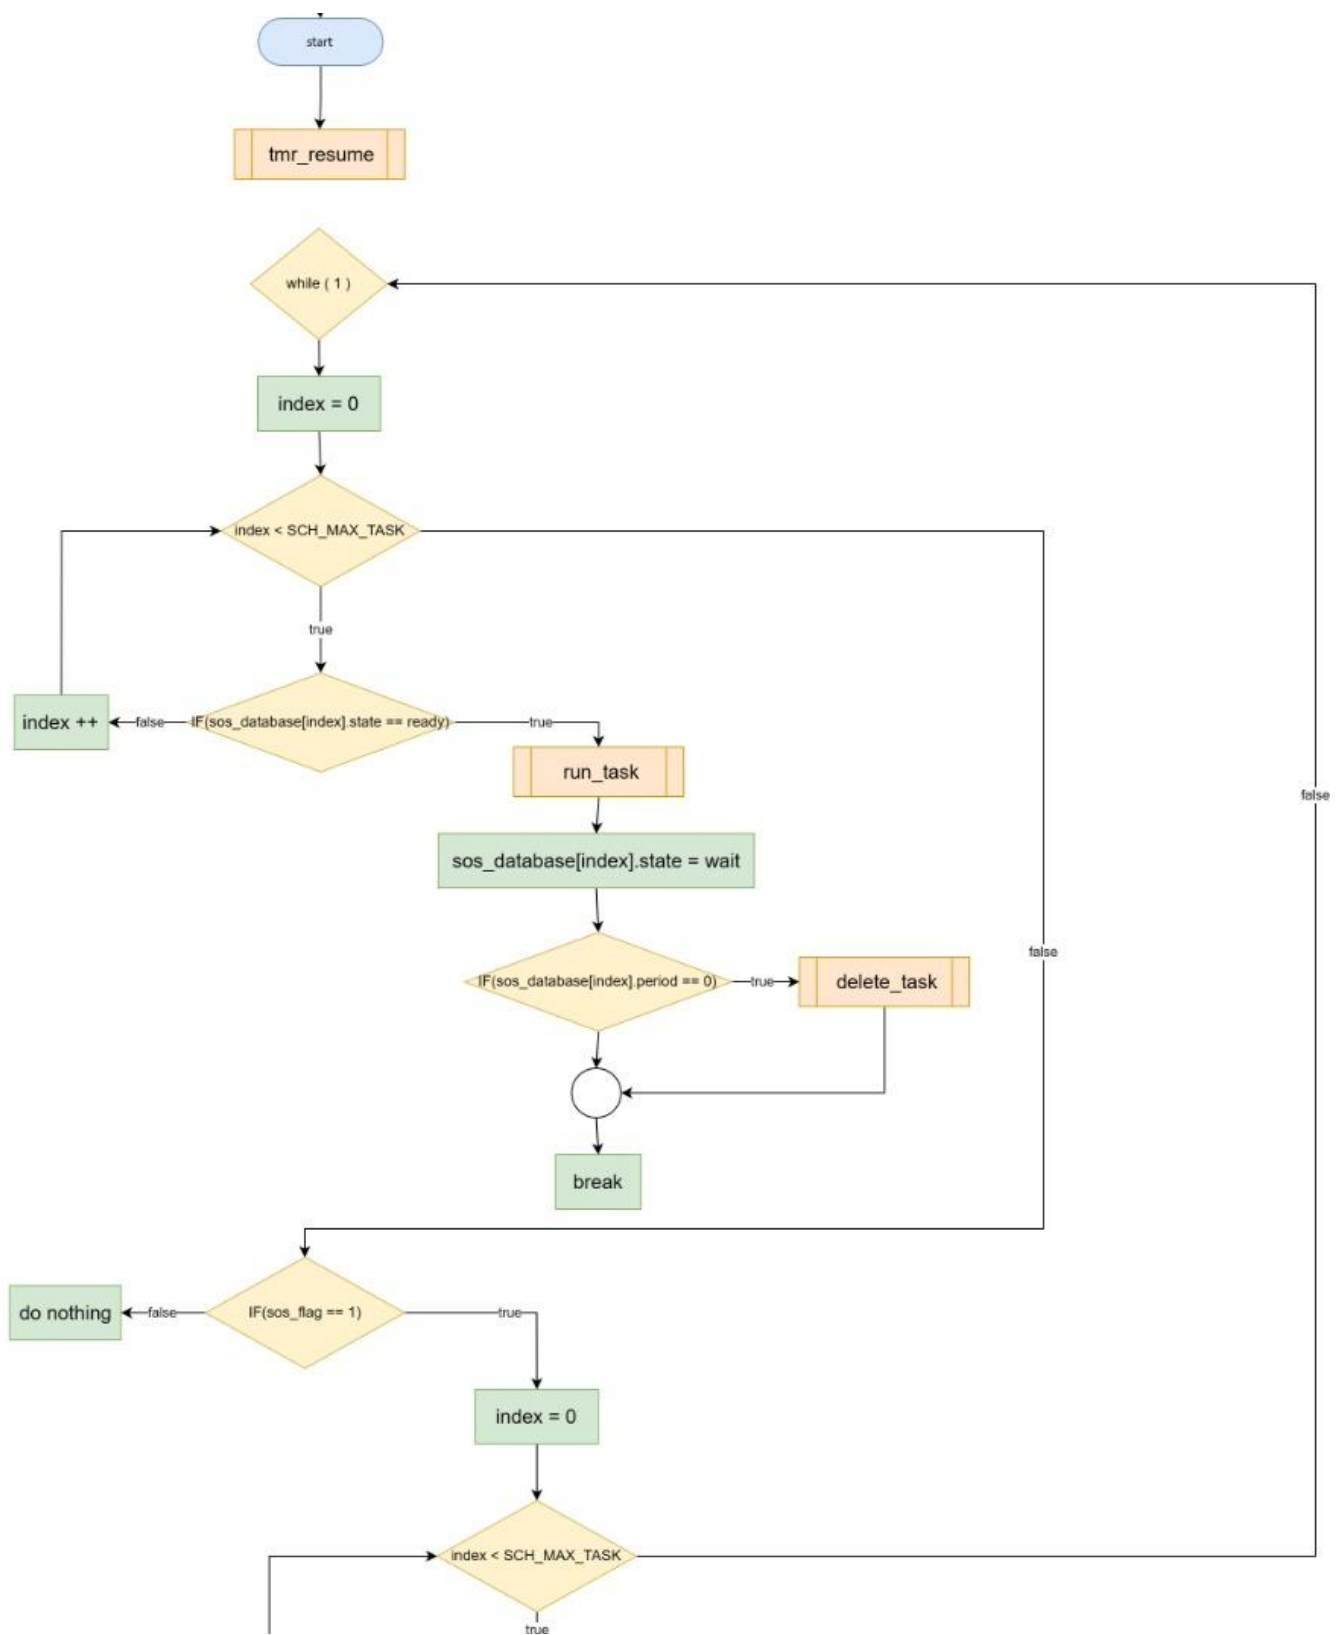 start
tmr_resume
while ( 1 )
index = 0
index < SCH_MAX_TASK
true
index ++
false
IF(sos_database[index].state == ready)
true
run_task
false
sos_database[index].state = wait
false
IF(sos_database[index].period == 0)
true
delete_task
break
do nothing
false
IF(sos_flag == 1)
true
index = 0
index < SCH_MAX_TASK
true